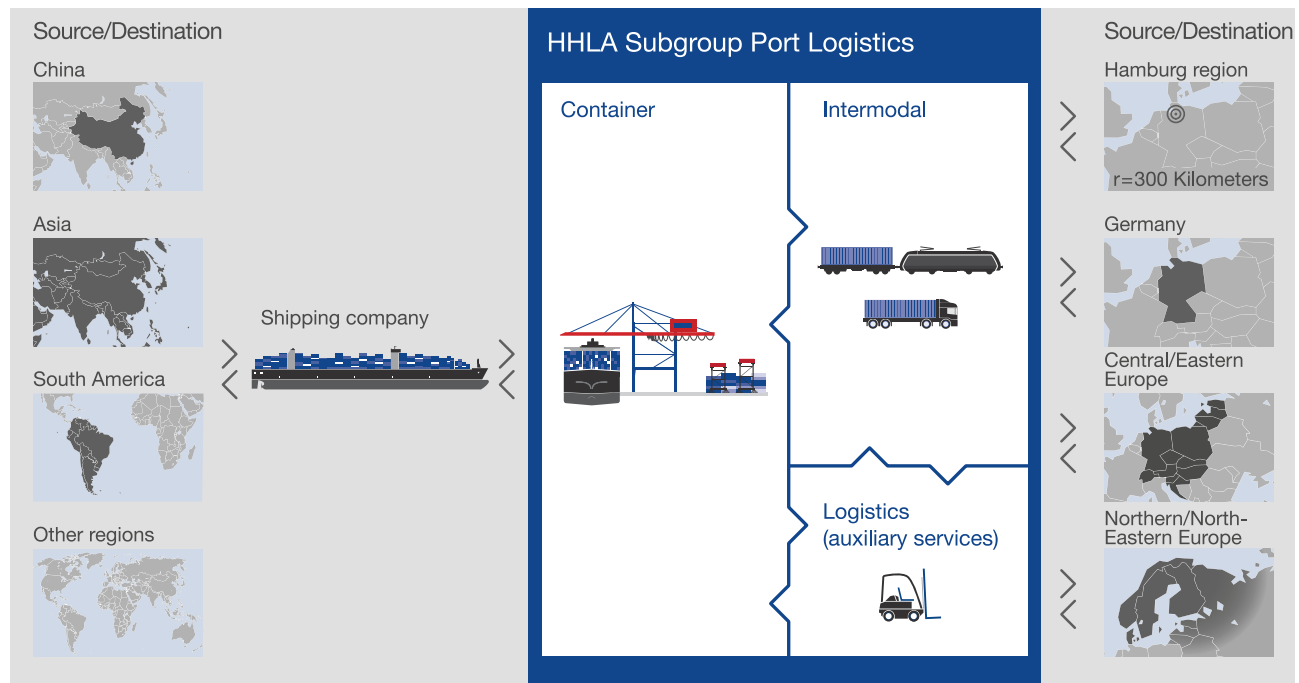 Source/Destination
China
Asia
South America
Other regions
Shipping company
HHLA Subgroup Port Logistics
Container
Intermodal
Logistics
(auxiliary services)
Source/Destination
Hamburg region
r=300 Kilometers
Germany
Central/Eastern
Europe
Northern/North-
Eastern Europe